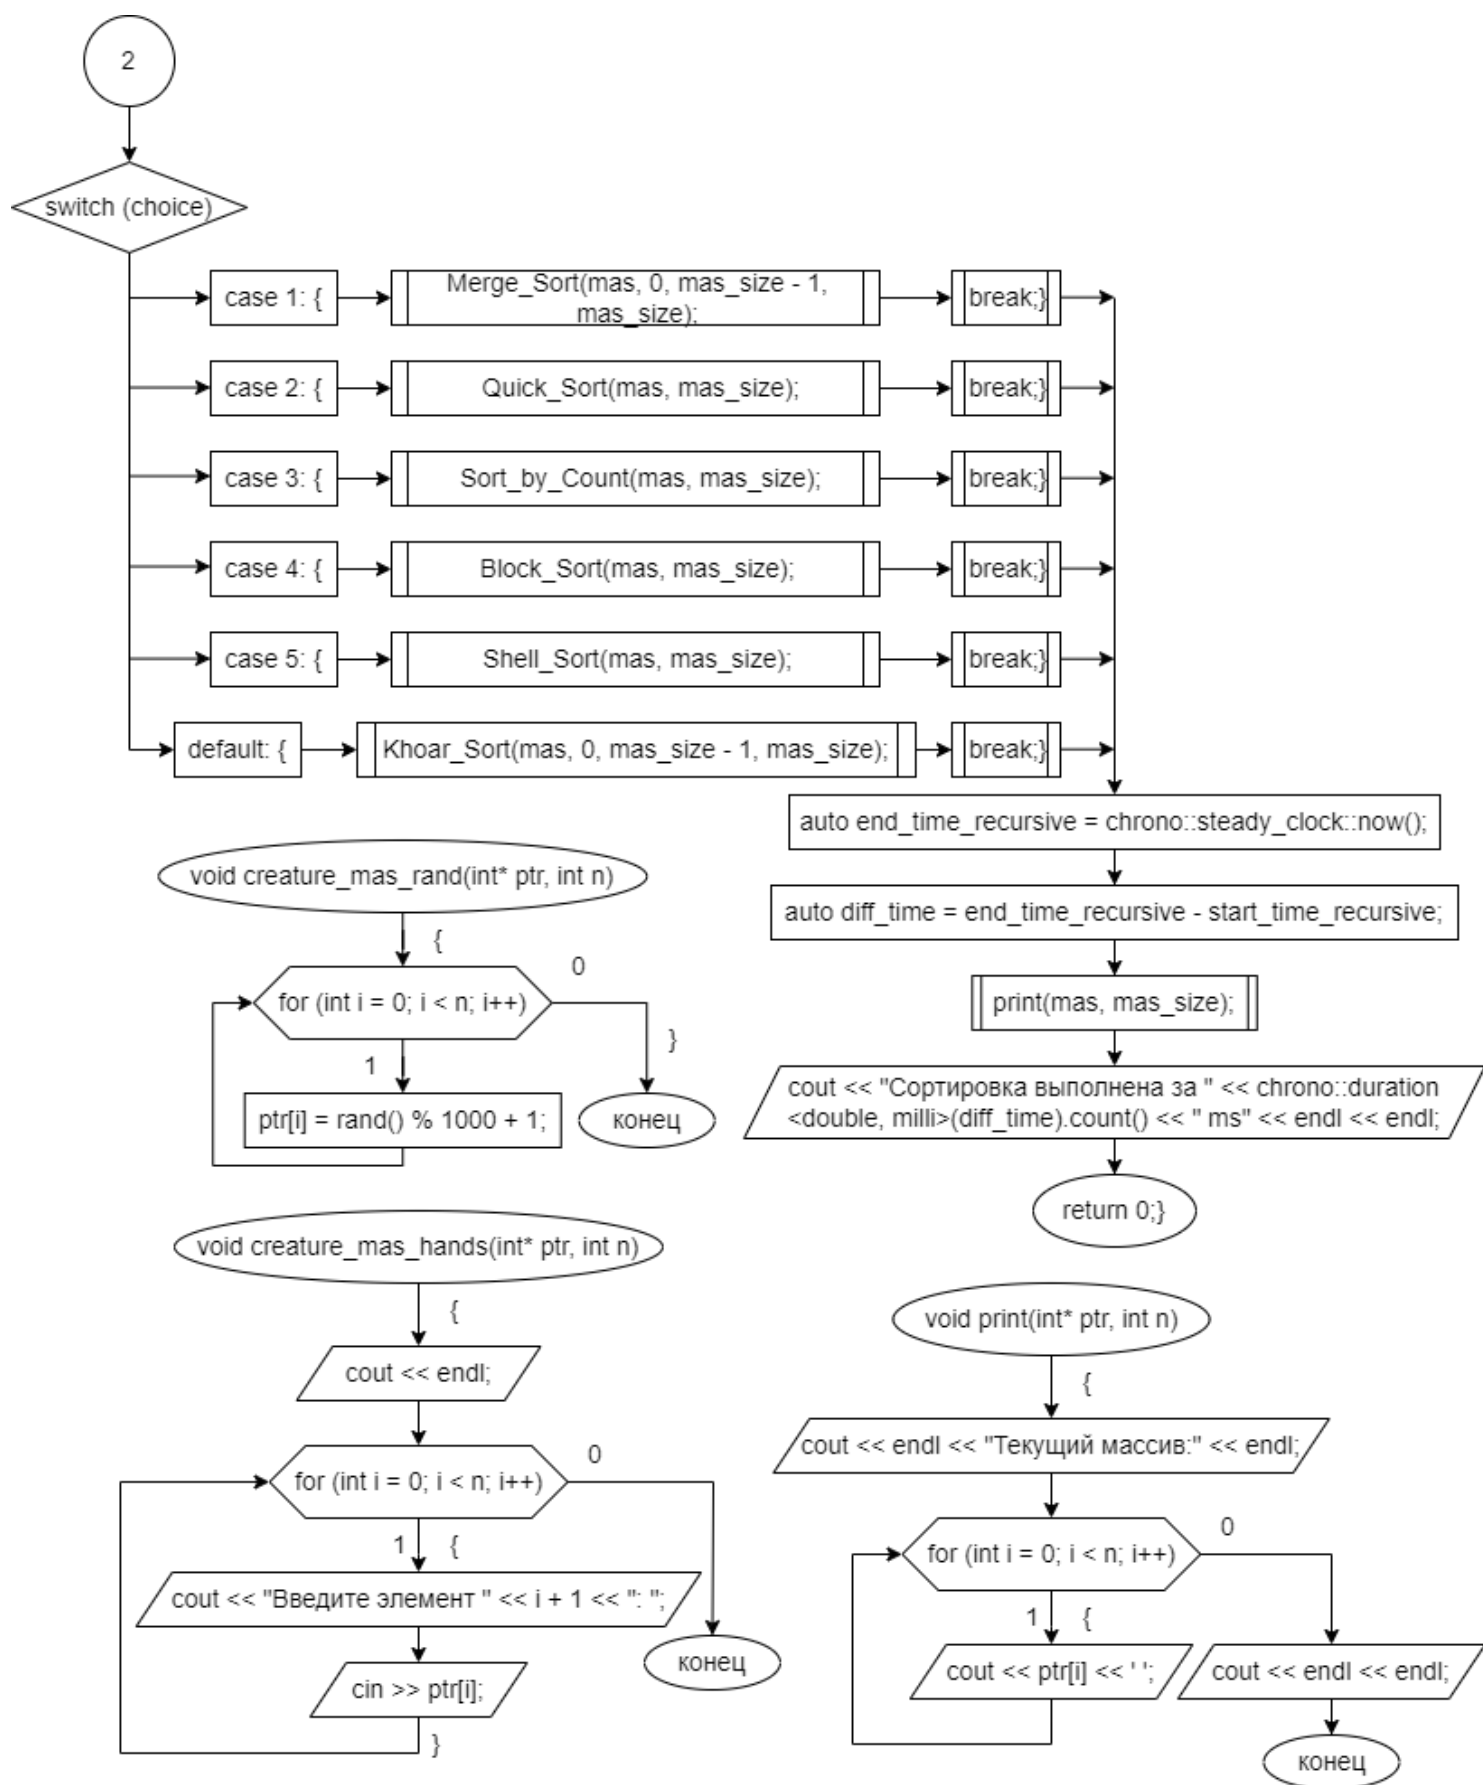 2
switch (choice)
case 1: {
Merge_Sort(mas, 0, mas_size - 1,
mas_size);
break;}
case 2: {
Quick_Sort(mas, mas_size);
break;}
case 3: {
Sort_by_Count(mas, mas_size);
break;}
case 4: {
Block_Sort(mas, mas_size);
break;}
case 5: {
Shell_Sort(mas, mas_size);
break;}
default: {
Khoar_Sort(mas, 0, mas_size - 1, mas_size);
break;}
auto end_time_recursive = chrono::steady_clock::now();
auto diff_time = end_time_recursive - start_time_recursive;
print(mas, mas_size);
cout << "Сортировка выполнена за " << chrono::duration
<double, milli>(diff_time).count() << " ms" << endl << endl;
return 0;}
void creature_mas_rand(int* ptr, int n)
{
for (int i = 0; i < n; i++)
0
1
}
ptr[i] = rand() % 1000 + 1;
конец
void creature_mas_hands(int* ptr, int n)
{
cout << endl;
for (int i = 0; i < n; i++)
0
1
{
cout << "Введите элемент " << i + 1 << ": ";
cin >> ptr[i];
}
конец
void print(int* ptr, int n)
{
cout << endl << "Текущий массив:" << endl;
for (int i = 0; i < n; i++)
0
1
{
cout << ptr[i] << ' ';
cout << endl << endl;
конец